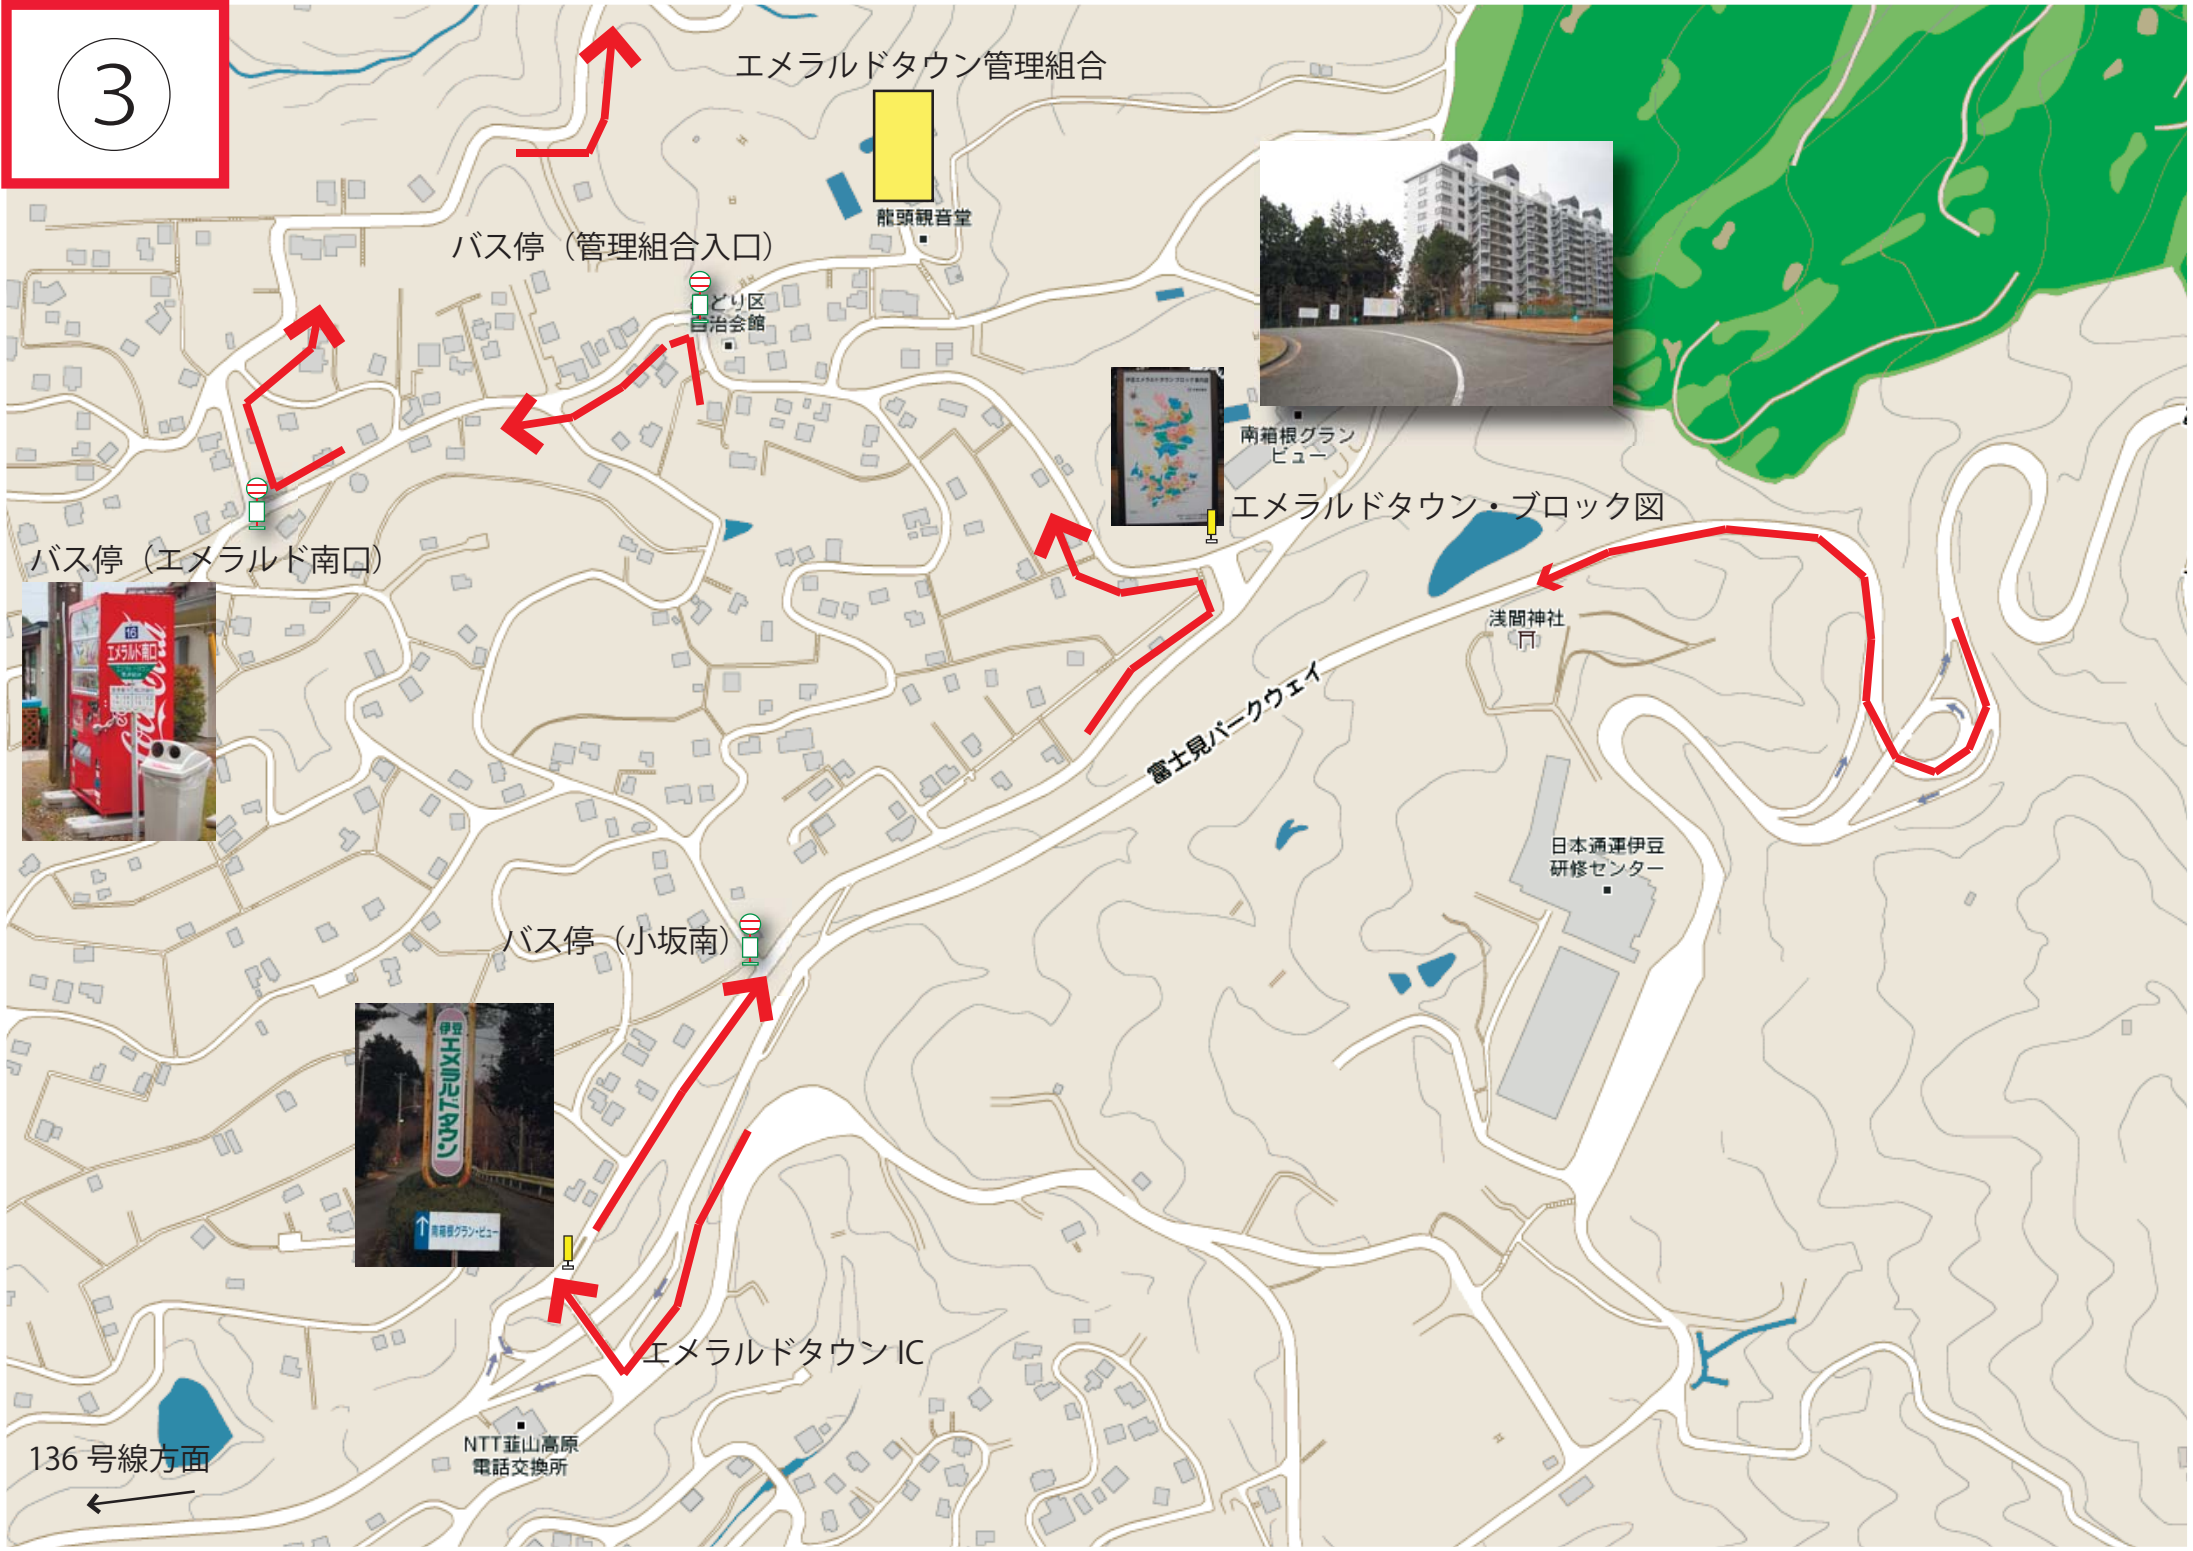 ③
エメラルドタウン管理組合
龍頭観音堂
バス停（管理組合入口）
どり区
自治会館
南箱根グラン
ビュー
エメラルドタウン・ブロック図
バス停（エメラルド南口）
16
エメラルド南口
浅間神社
富士見パークウェイ
日本通運伊豆
研修センター
バス停（小坂南）
伊豆エメラルドタウン
南箱根グラン・ビュー
エメラルドタウン IC
NTT韮山高原
電話交換所
136 号線方面